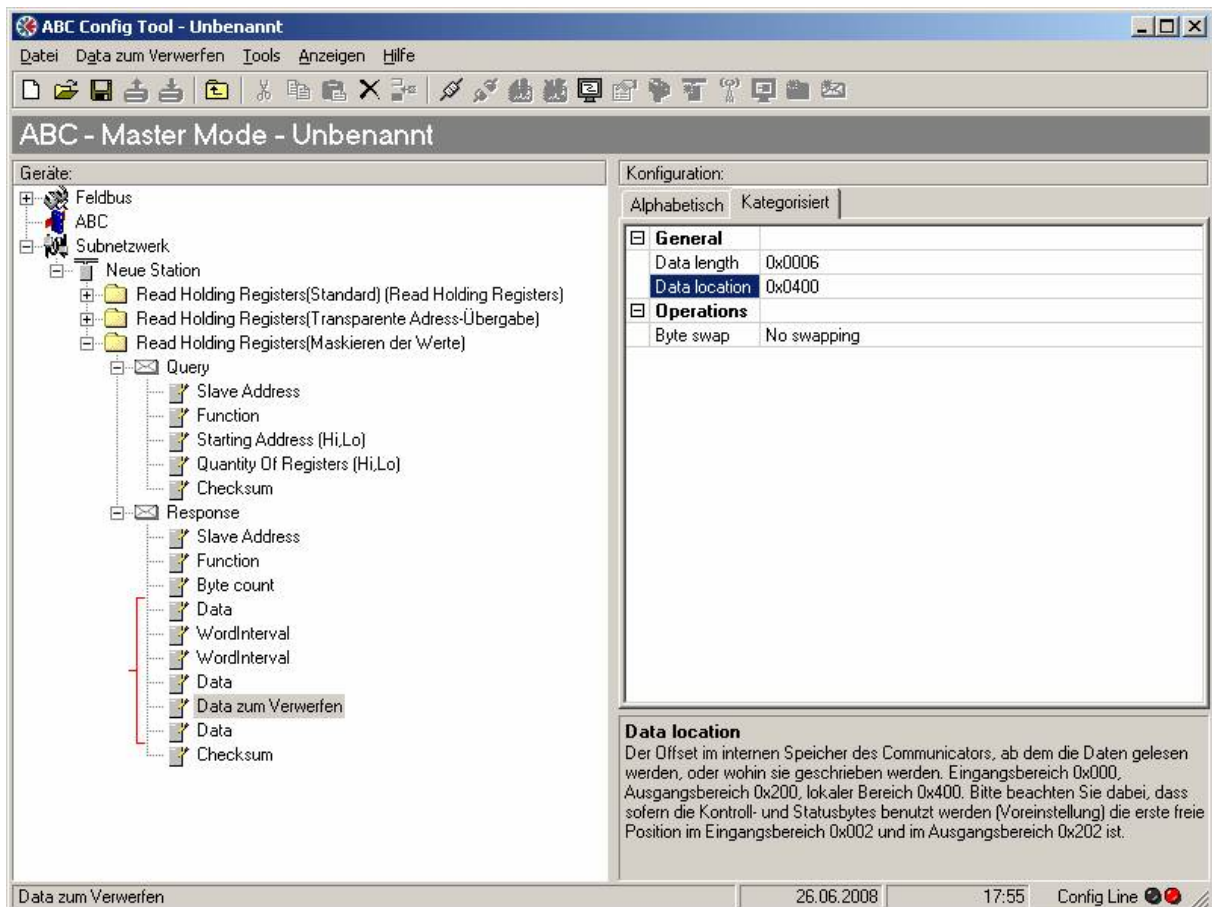 ABC Config Tool - Unbenannt
Datei Data zum Verwerfen Tools Anzeigen Hilfe
ABC - Master Mode - Unbenannt
Geräte:
Feldbus
ABC
Subnetzwerk
Neue Station
Read Holding Registers(Standard) (Read Holding Registers)
Read Holding Registers(Transparente Adress-Übergabe)
Read Holding Registers(Maskieren der Werte)
Query
Slave Address
Function
Starting Address (Hi,Lo)
Quantity Of Registers (Hi,Lo)
Checksum
Response
Slave Address
Function
Byte count
Data
WordInterval
WordInterval
Data
Data zum Verwerfen
Data
Checksum
Konfiguration:
Alphabetisch Kategorisiert
General
Data length 0x0006
Data location 0x0400
Operations
Byte swap No swapping
Data location
Der Offset im internen Speicher des Communicators, ab dem die Daten gelesen
werden, oder wohin sie geschrieben werden. Eingangsbereich 0x000,
Ausgangsbereich 0x200, lokaler Bereich 0x400. Bitte beachten Sie dabei, dass
sofern die Kontroll- und Statusbytes benutzt werden (Voreinstellung) die erste freie
Position im Eingangsbereich 0x002 und im Ausgangsbereich 0x202 ist.
Data zum Verwerfen 26.06.2008 17:55 Config Line